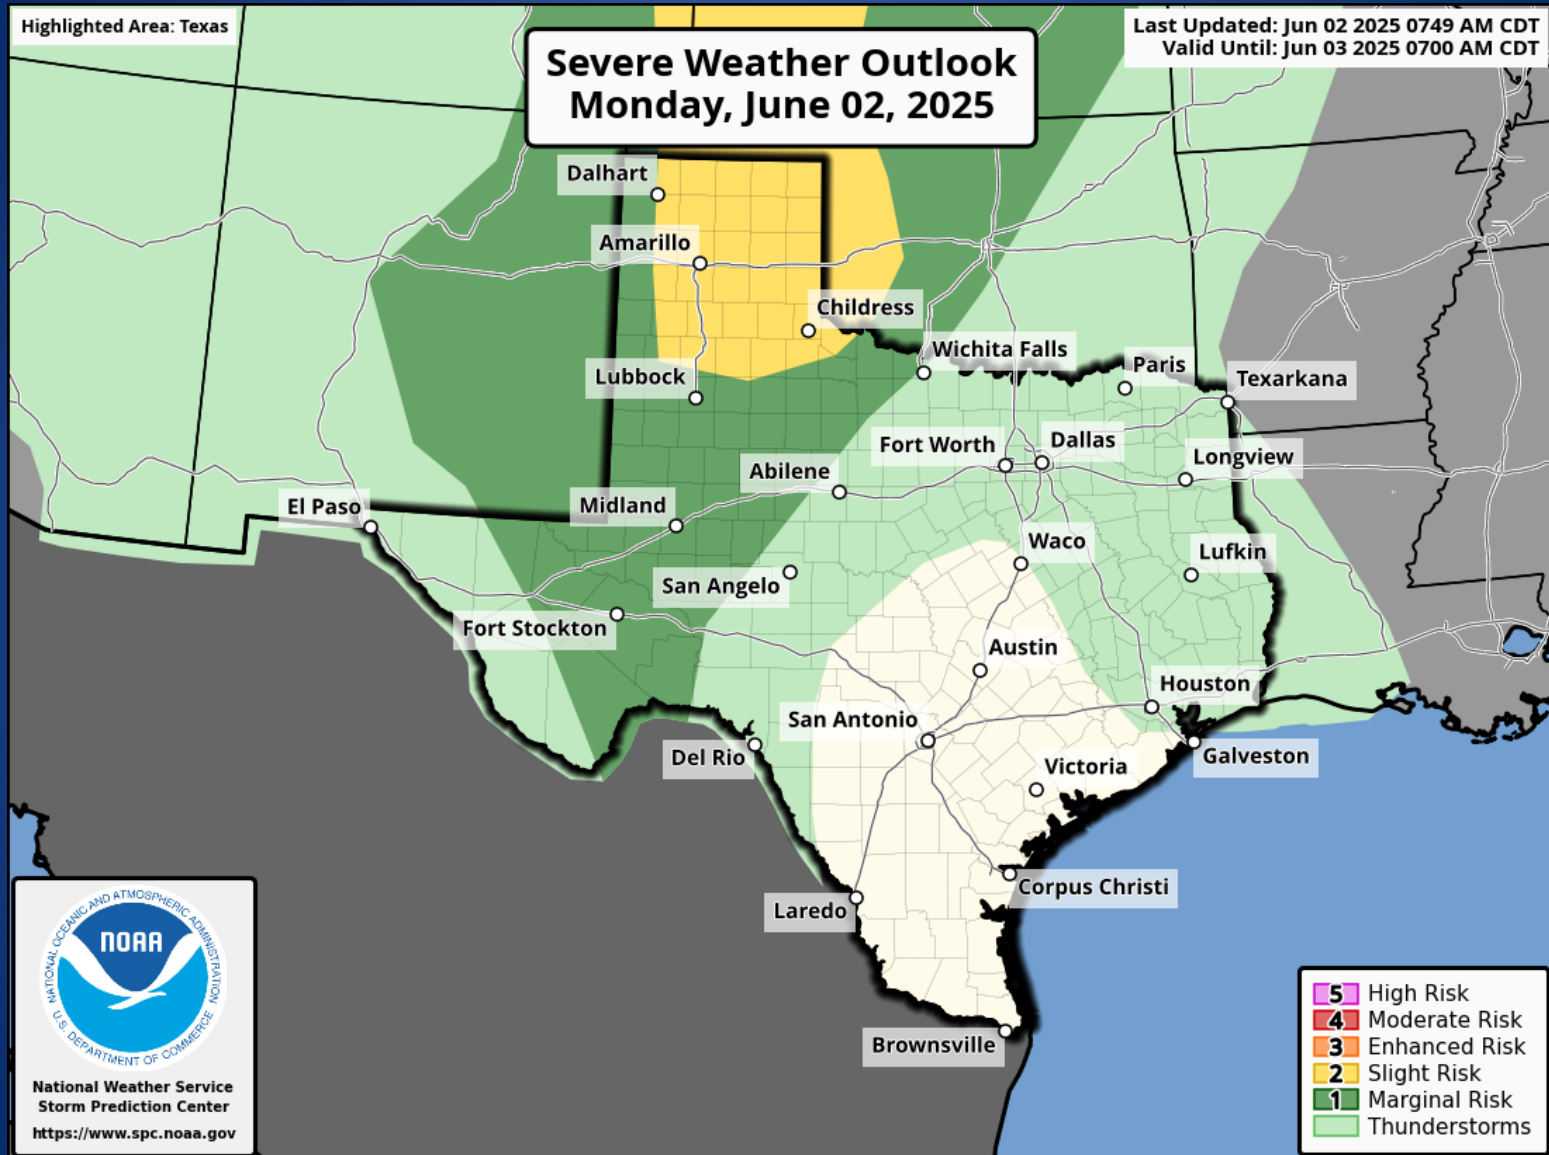 Highlighted Area: Texas
Last Updated: Jun 02 2025 0749 AM CDT
Valid Until: Jun 03 2025 0700 AM CDT
Severe Weather Outlook
Monday, June 02, 2025
Dalhart
Amarillo
Childress
Wichita Falls
Paris
Texarkana
Lubbock
Fort Worth
Dallas
Longview
Abilene
El Paso
Midland
Waco
Lufkin
San Angelo
Fort Stockton
Austin
Houston
San Antonio
Del Rio
Galveston
Victoria
Corpus Christi
Laredo
Brownsville
NATIONAL OCEANIC AND ATMOSPHERIC ADMINISTRATION
NOAA
U.S. DEPARTMENT OF COMMERCE
National Weather Service
Storm Prediction Center
https://www.spc.noaa.gov
5 High Risk
4 Moderate Risk
3 Enhanced Risk
2 Slight Risk
1 Marginal Risk
Thunderstorms